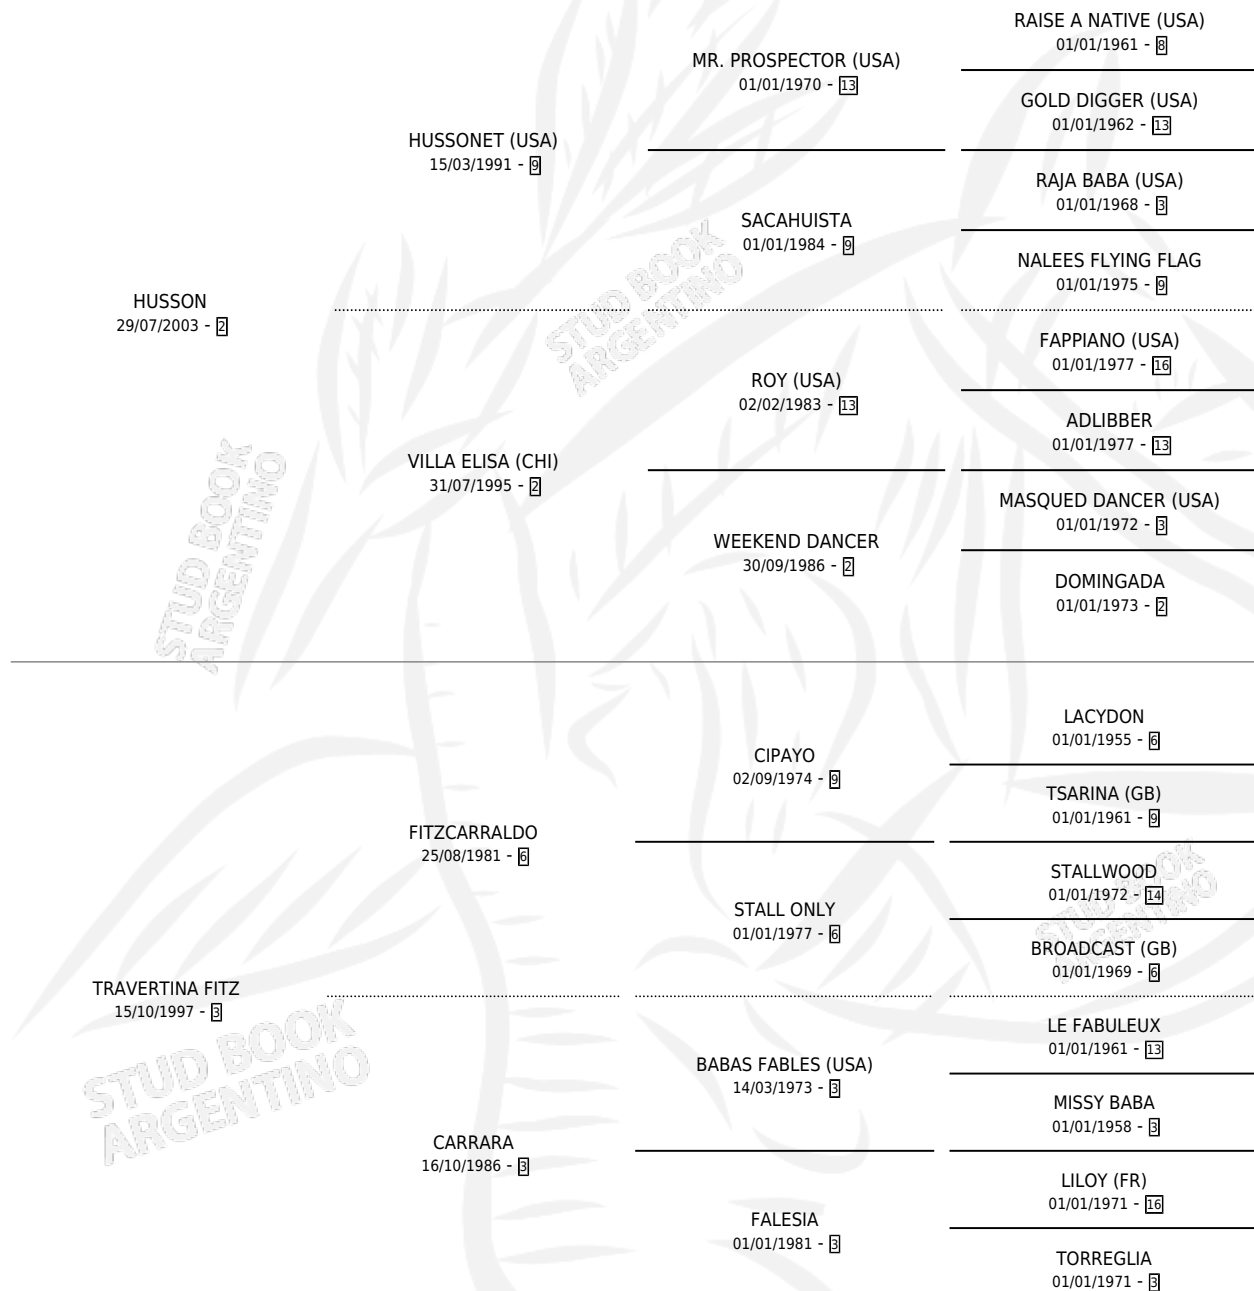 RAISE A NATIVE (USA)
01/01/1961 - 8
MR. PROSPECTOR (USA)
01/01/1970 - 13
GOLD DIGGER (USA)
01/01/1962 - 13
HUSSONET (USA)
15/03/1991 - 9
RAJA BABA (USA)
01/01/1968 - 3
SACAHUISTA
01/01/1984 - 9
NALEES FLYING FLAG
01/01/1975 - 9
HUSSON
29/07/2003 - 2
FAPPIANO (USA)
01/01/1977 - 16
ROY (USA)
02/02/1983 - 13
ADLIBBER
01/01/1977 - 13
VILLA ELISA (CHI)
31/07/1995 - 2
MASQUED DANCER (USA)
01/01/1972 - 3
WEEKEND DANCER
30/09/1986 - 2
DOMINGADA
01/01/1973 - 2
LACYDON
01/01/1955 - 6
CIPAYO
02/09/1974 - 9
TSARINA (GB)
01/01/1961 - 9
FITZCARRALDO
25/08/1981 - 6
STALLWOOD
01/01/1972 - 14
STALL ONLY
01/01/1977 - 6
BROADCAST (GB)
01/01/1969 - 6
TRAVERTINA FITZ
15/10/1997 - 3
LE FABULEUX
01/01/1961 - 13
BABAS FABLES (USA)
14/03/1973 - 3
MISSY BABA
01/01/1958 - 3
CARRARA
16/10/1986 - 3
LILOY (FR)
01/01/1971 - 16
FALESIA
01/01/1981 - 3
TORREGLIA
01/01/1971 - 3
STUD BOOK
ARGENTINO
STUD BOOK
ARGENTINO
STUD BOOK
ARGENTINO
STUD BOOK
ARGENTINO